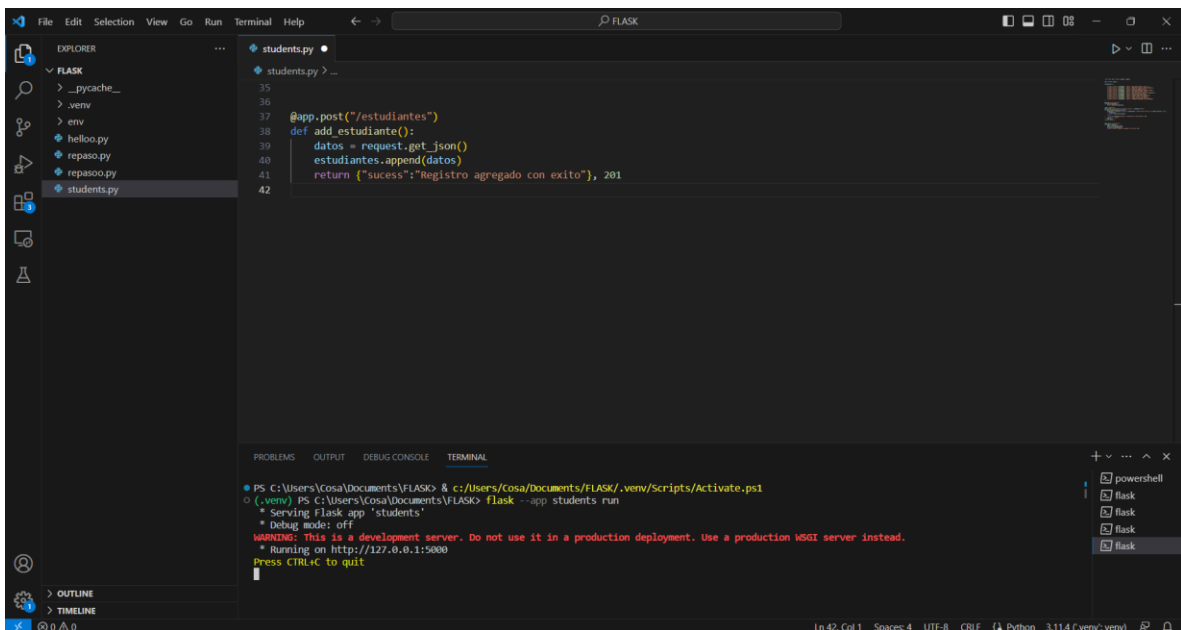 File Edit Selection View Go Run Terminal Help
FLASK
EXPLORER
FLASK
__pycache__
.venv
env
helloo.py
repaso.py
repasoo.py
students.py
OUTLINE
TIMELINE
students.py
students.py > ...
35
36
37 @app.post("/estudiantes")
38 def add_estudiante():
39 datos = request.get_json()
40 estudiantes.append(datos)
41 return {"sucess":"Registro agregado con exito"}, 201
42
PROBLEMS OUTPUT DEBUG CONSOLE TERMINAL
PS C:\Users\Cosa\Documents\FLASK> & c:/Users/Cosa/Documents/FLASK/.venv/Scripts/Activate.ps1
(.venv) PS C:\Users\Cosa\Documents\FLASK> flask --app students run
* Serving Flask app 'students'
* Debug mode: off
WARNING: This is a development server. Do not use it in a production deployment. Use a production WSGI server instead.
* Running on http://127.0.0.1:5000
Press CTRL+C to quit
powershell
flask
flask
flask
flask
0 0 Ln 42, Col 1 Spaces: 4 UTF-8 CRLF Python 3.11.4 ('.venv': venv)